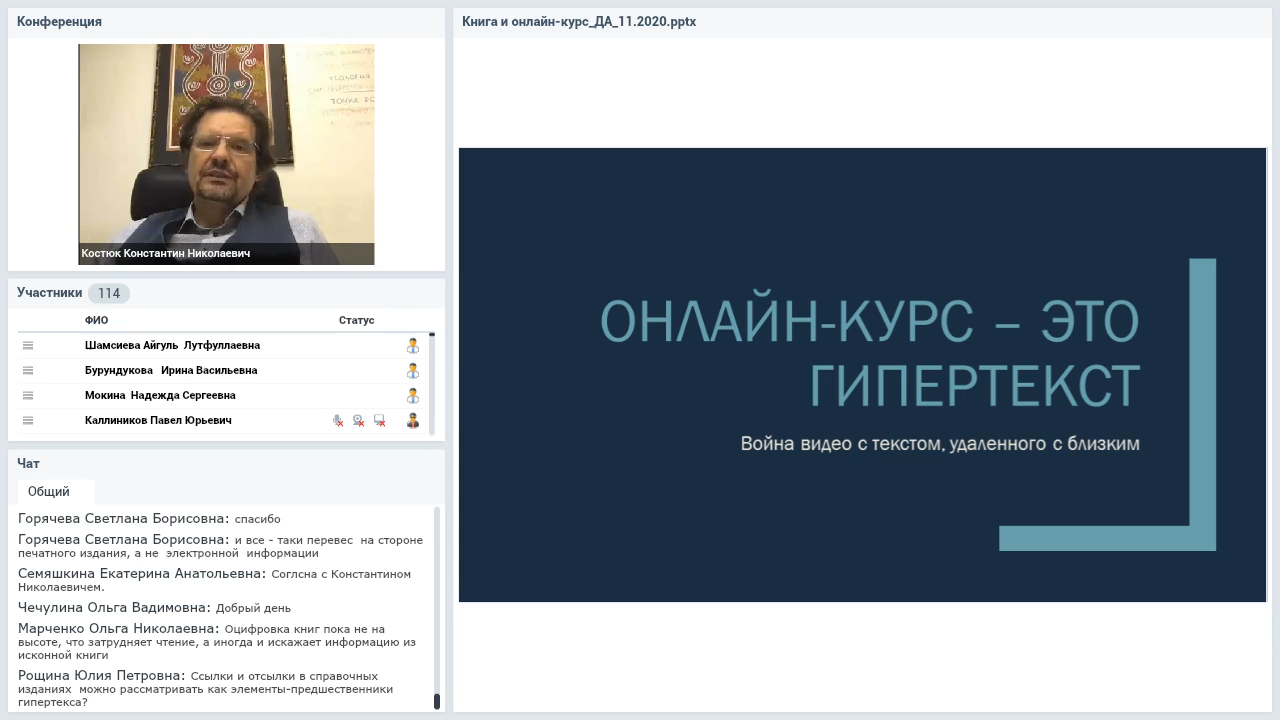 Конференция
ТОЧКА
Костюк Константин Николаевич
Участники 114
ФИО Статус
Шамсиева Айгуль Лутфуллаевна
Бурундукова Ирина Васильевна
Мокина Надежда Сергеевна
Каллиников Павел Юрьевич
Чат
Общий
Горячева Светлана Борисовна: спасибо
Горячева Светлана Борисовна: и все - таки перевес на стороне
печатного издания, а не электронной информации
Семяшкина Екатерина Анатольевна: Соглсна с Константином
Николаевичем.
Чечулина Ольга Вадимовна: Добрый день
Марченко Ольга Николаевна: Оцифровка книг пока не на
высоте, что затрудняет чтение, а иногда и искажает информацию из
исконной книги
Рощина Юлия Петровна: Ссылки и отсылки в справочных
изданиях можно рассматривать как элементы-предшественники
гипертекса?
Книга и онлайн-курс_ДА_11.2020.pptx
ОНЛАЙН-КУРС – ЭТО
ГИПЕРТЕКСТ
Война видео с текстом, удаленного с близким